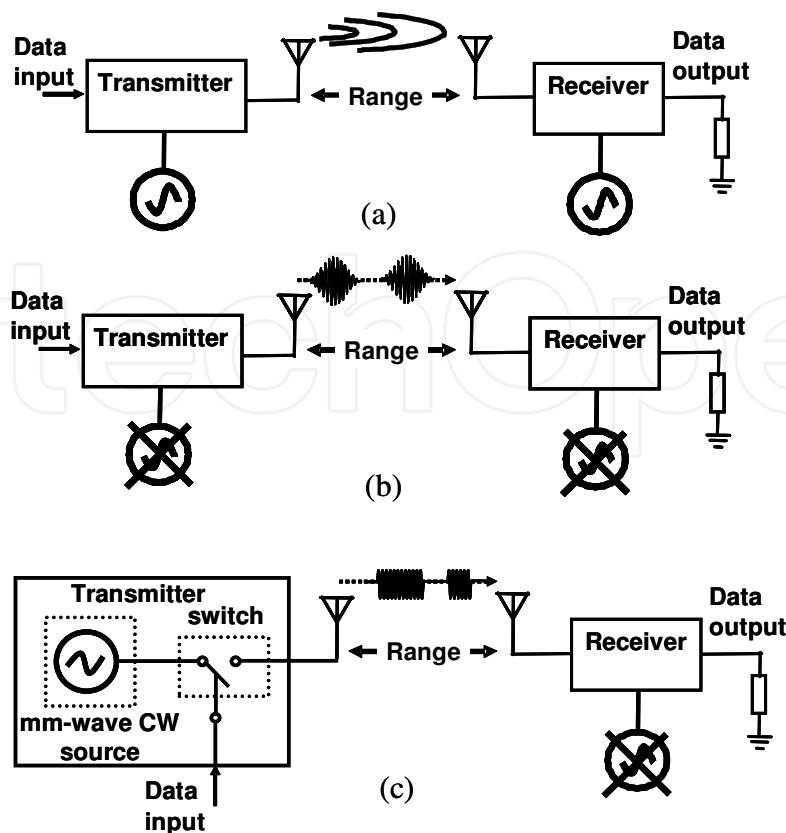 Data
input
Transmitter
Range
Receiver
Data
output
(a)
Data
input
Transmitter
Range
Receiver
Data
output
(b)
Transmitter
switch
mm-wave CW
source
Data
input
Range
Receiver
Data
output
(c)
techOpe